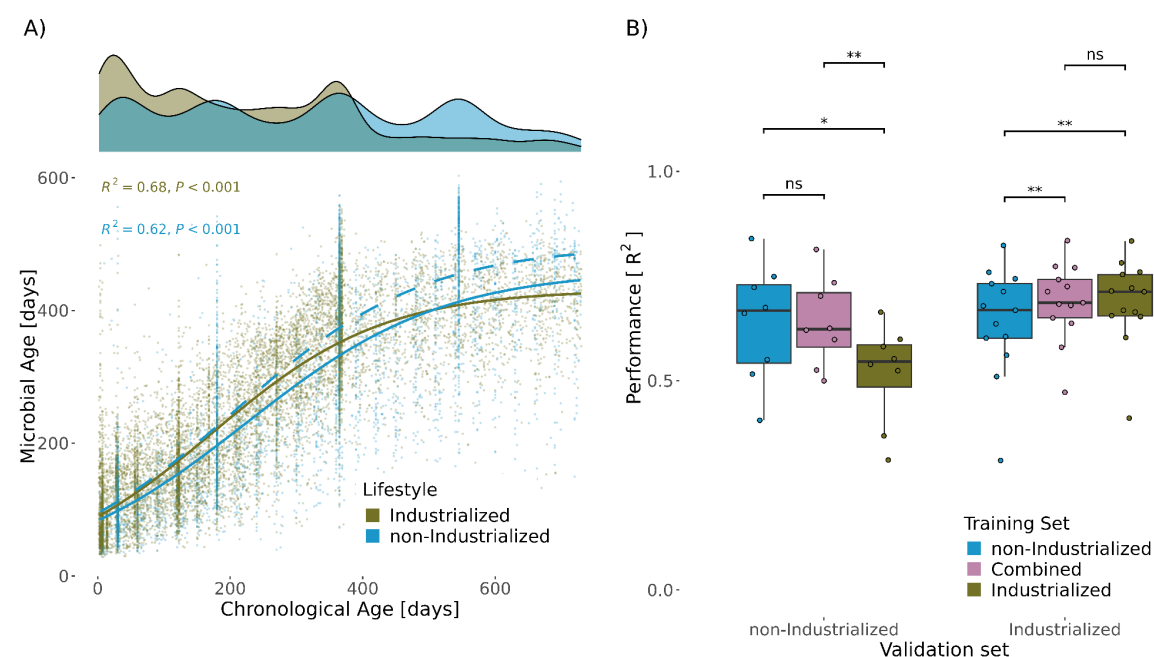 A)
R² = 0.68, P < 0.001
R² = 0.62, P < 0.001
600
400
200
0
Microbial Age [days]
Lifestyle
Industrialized
non-Industrialized
0 200 400 600
Chronological Age [days]
B)
**
ns
*
**
ns
**
1.0
0.5
0.0
Performance [ R² ]
Training Set
non-Industrialized
Combined
Industrialized
non-Industrialized Industrialized
Validation set